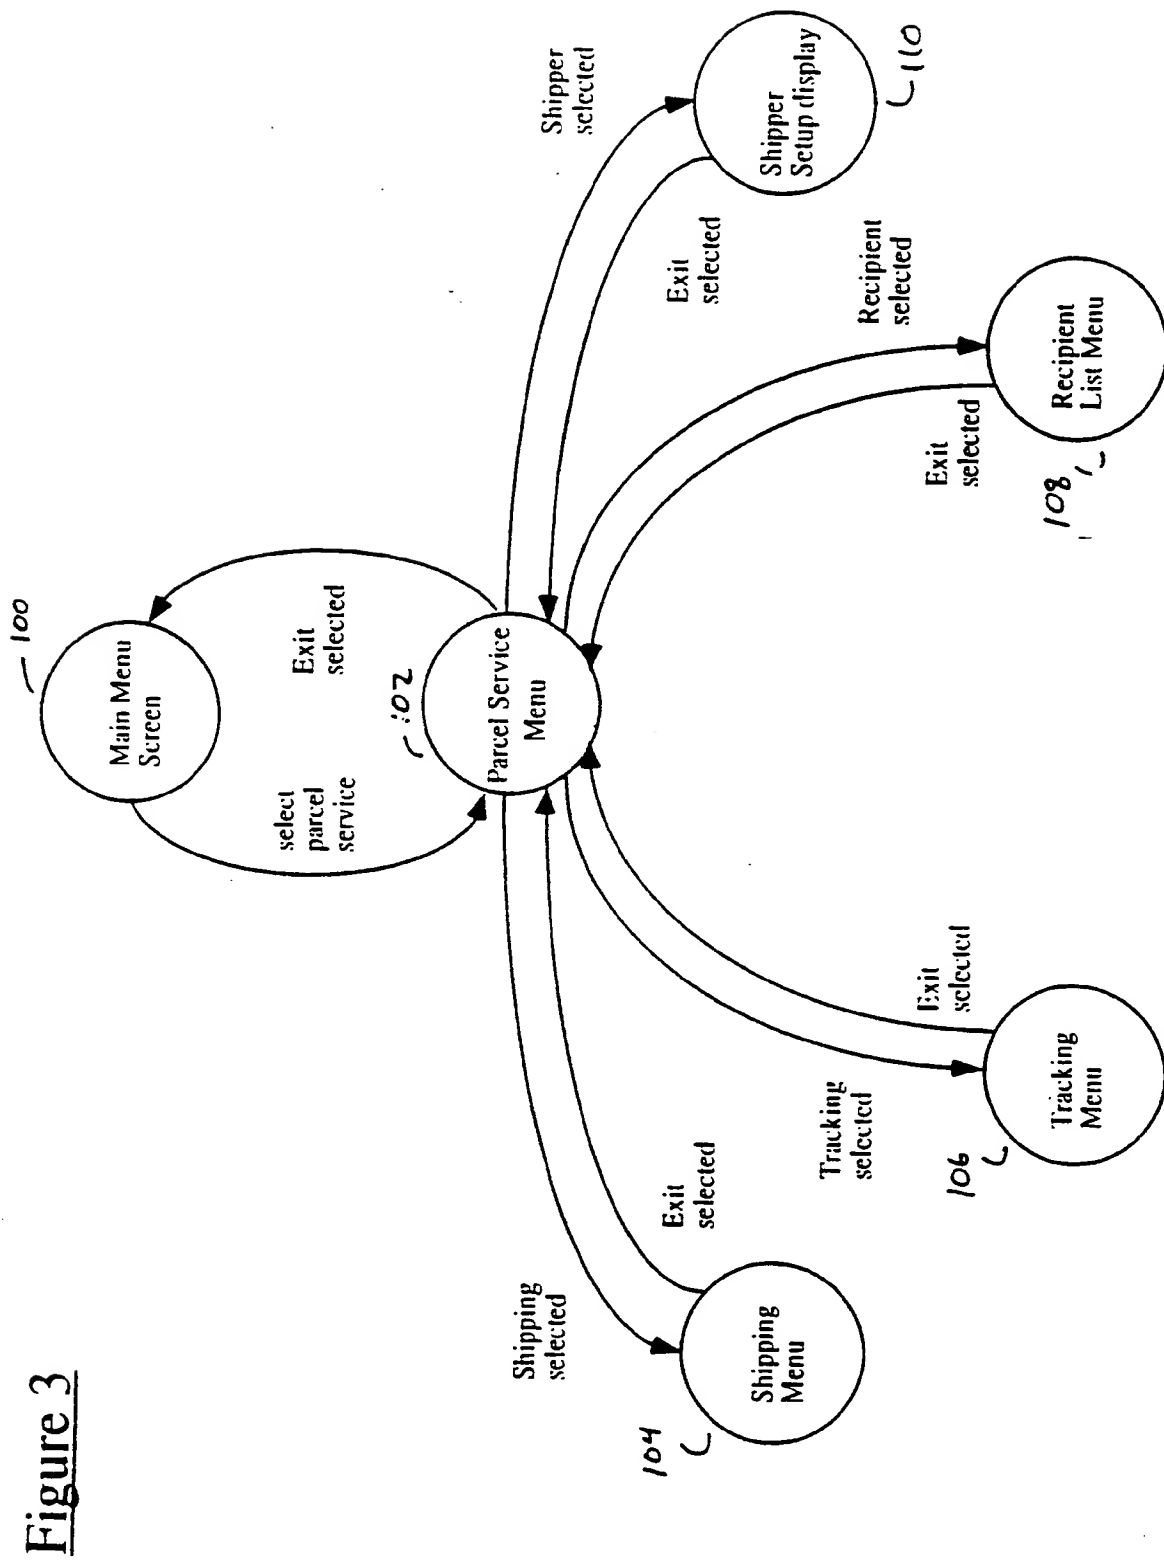 Figure 3
100
Main Menu
Screen
select
parcel
service
Exit
selected
102
Parcel Service
Menu
Shipping
selected
Exit
selected
104
Shipping
Menu
Tracking
selected
Exit
selected
106
Tracking
Menu
Exit
selected
Recipient
selected
108
Recipient
List Menu
Shipper
selected
Exit
selected
Shipper
Setup display
110